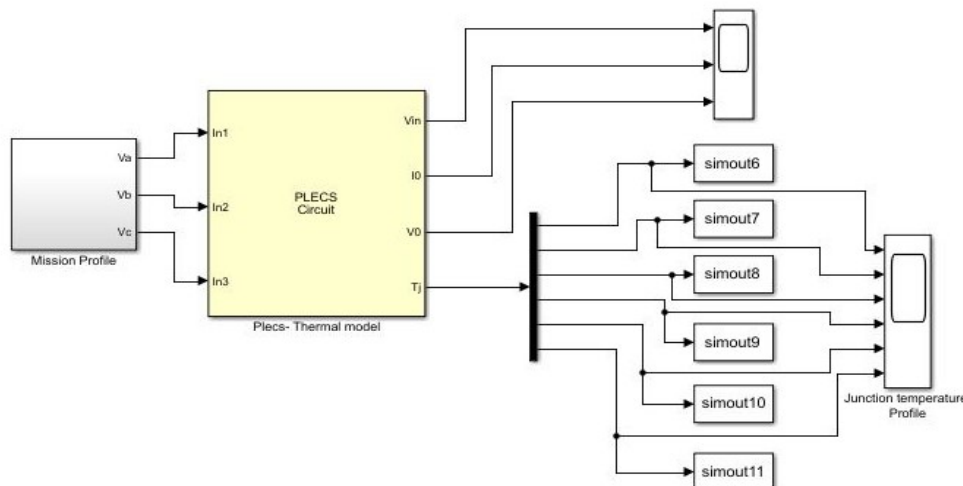 Va
Vb
Vc
Mission Profile
In1
In2
In3
PLECS
Circuit
Vin
I0
V0
Tj
Plecs- Thermal model
simout6
simout7
simout8
simout9
simout10
simout11
Junction temperature
Profile